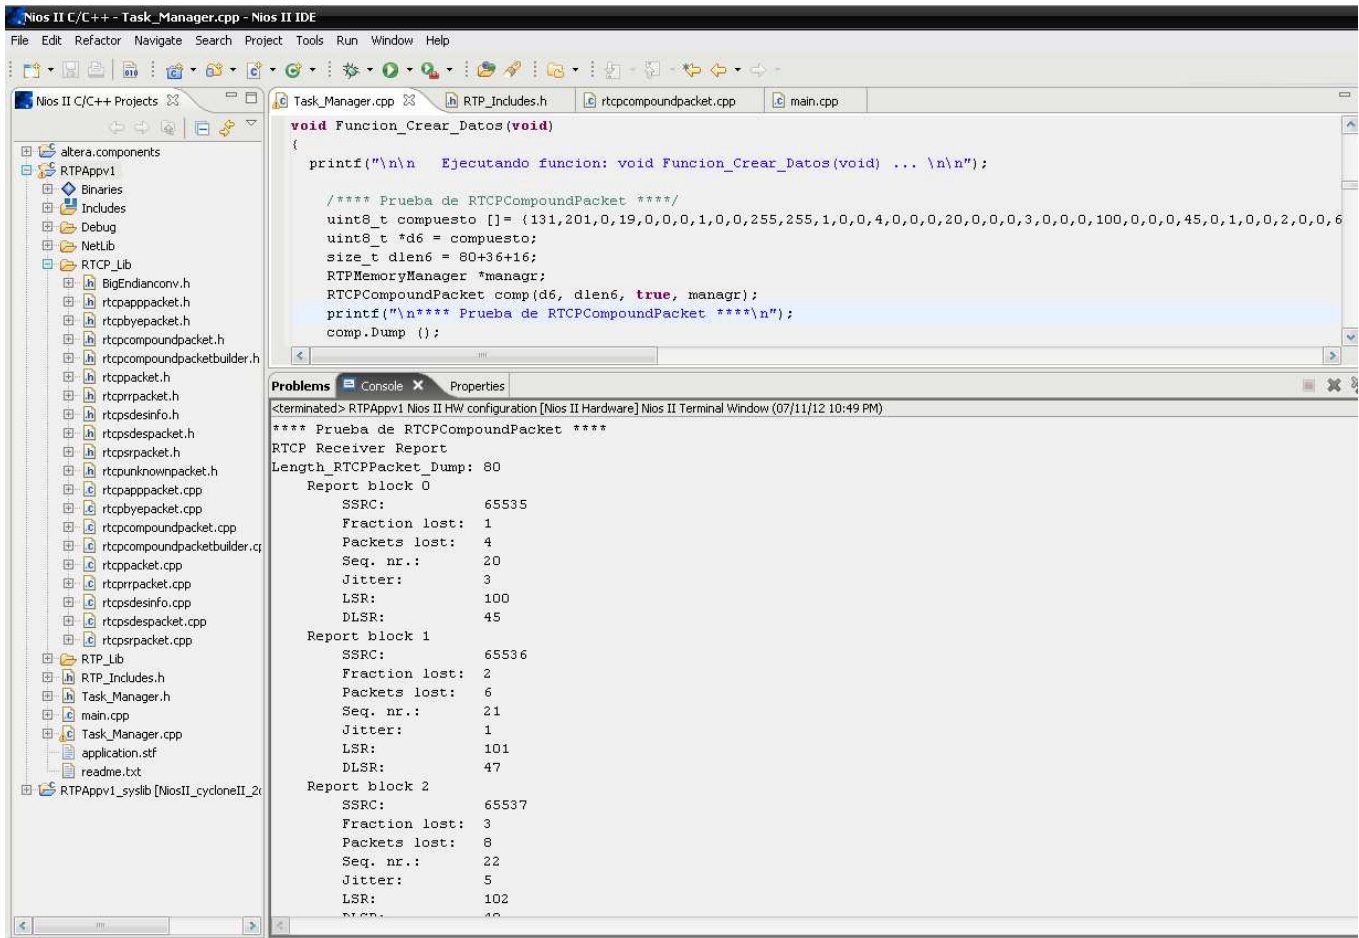 Nios II C/C++ - Task_Manager.cpp - Nios II IDE
File Edit Refactor Navigate Search Project Tools Run Window Help
Nios II C/C++ Projects
altera.components
RTPAppv1
Binaries
Includes
Debug
NetLib
RTCP_Lib
BigEndianconv.h
rtcpapppacket.h
rtcpbyepacket.h
rtcpcompoundpacket.h
rtcpcompoundpacketbuilder.h
rtcppacket.h
rtcprrpacket.h
rtcpsdesinfo.h
rtcpsdespacket.h
rtcpsrpacket.h
rtcpunknownpacket.h
rtcpapppacket.cpp
rtcpbyepacket.cpp
rtcpcompoundpacket.cpp
rtcpcompoundpacketbuilder.cp
rtcppacket.cpp
rtcprrpacket.cpp
rtcpsdesinfo.cpp
rtcpsdespacket.cpp
rtcpsrpacket.cpp
RTP_Lib
RTP_Includes.h
Task_Manager.h
main.cpp
Task_Manager.cpp
application.stf
readme.txt
RTPAppv1_syslib [NiosII_cycloneII_2c
Task_Manager.cpp RTP_Includes.h rtcpcompoundpacket.cpp main.cpp
void Funcion_Crear_Datos(void)
{
printf("\n\n   Ejecutando funcion: void Funcion_Crear_Datos(void) ... \n\n");
/**** Prueba de RTCPCompoundPacket ****/
uint8_t compuesto []= {131,201,0,19,0,0,0,1,0,0,255,255,1,0,0,4,0,0,0,20,0,0,0,3,0,0,0,100,0,0,0,45,0,1,0,0,2,0,0,6
uint8_t *d6 = compuesto;
size_t dlen6 = 80+36+16;
RTPMemoryManager *managr;
RTCPCompoundPacket comp(d6, dlen6, true, managr);
printf("\n**** Prueba de RTCPCompoundPacket ****\n");
comp.Dump ();
Problems Console Properties
<terminated> RTPAppv1 Nios II HW configuration [Nios II Hardware] Nios II Terminal Window (07/11/12 10:49 PM)
**** Prueba de RTCPCompoundPacket ****
RTCP Receiver Report
Length_RTCPPacket_Dump: 80
Report block 0
SSRC: 65535
Fraction lost: 1
Packets lost: 4
Seq. nr.: 20
Jitter: 3
LSR: 100
DLSR: 45
Report block 1
SSRC: 65536
Fraction lost: 2
Packets lost: 6
Seq. nr.: 21
Jitter: 1
LSR: 101
DLSR: 47
Report block 2
SSRC: 65537
Fraction lost: 3
Packets lost: 8
Seq. nr.: 22
Jitter: 5
LSR: 102